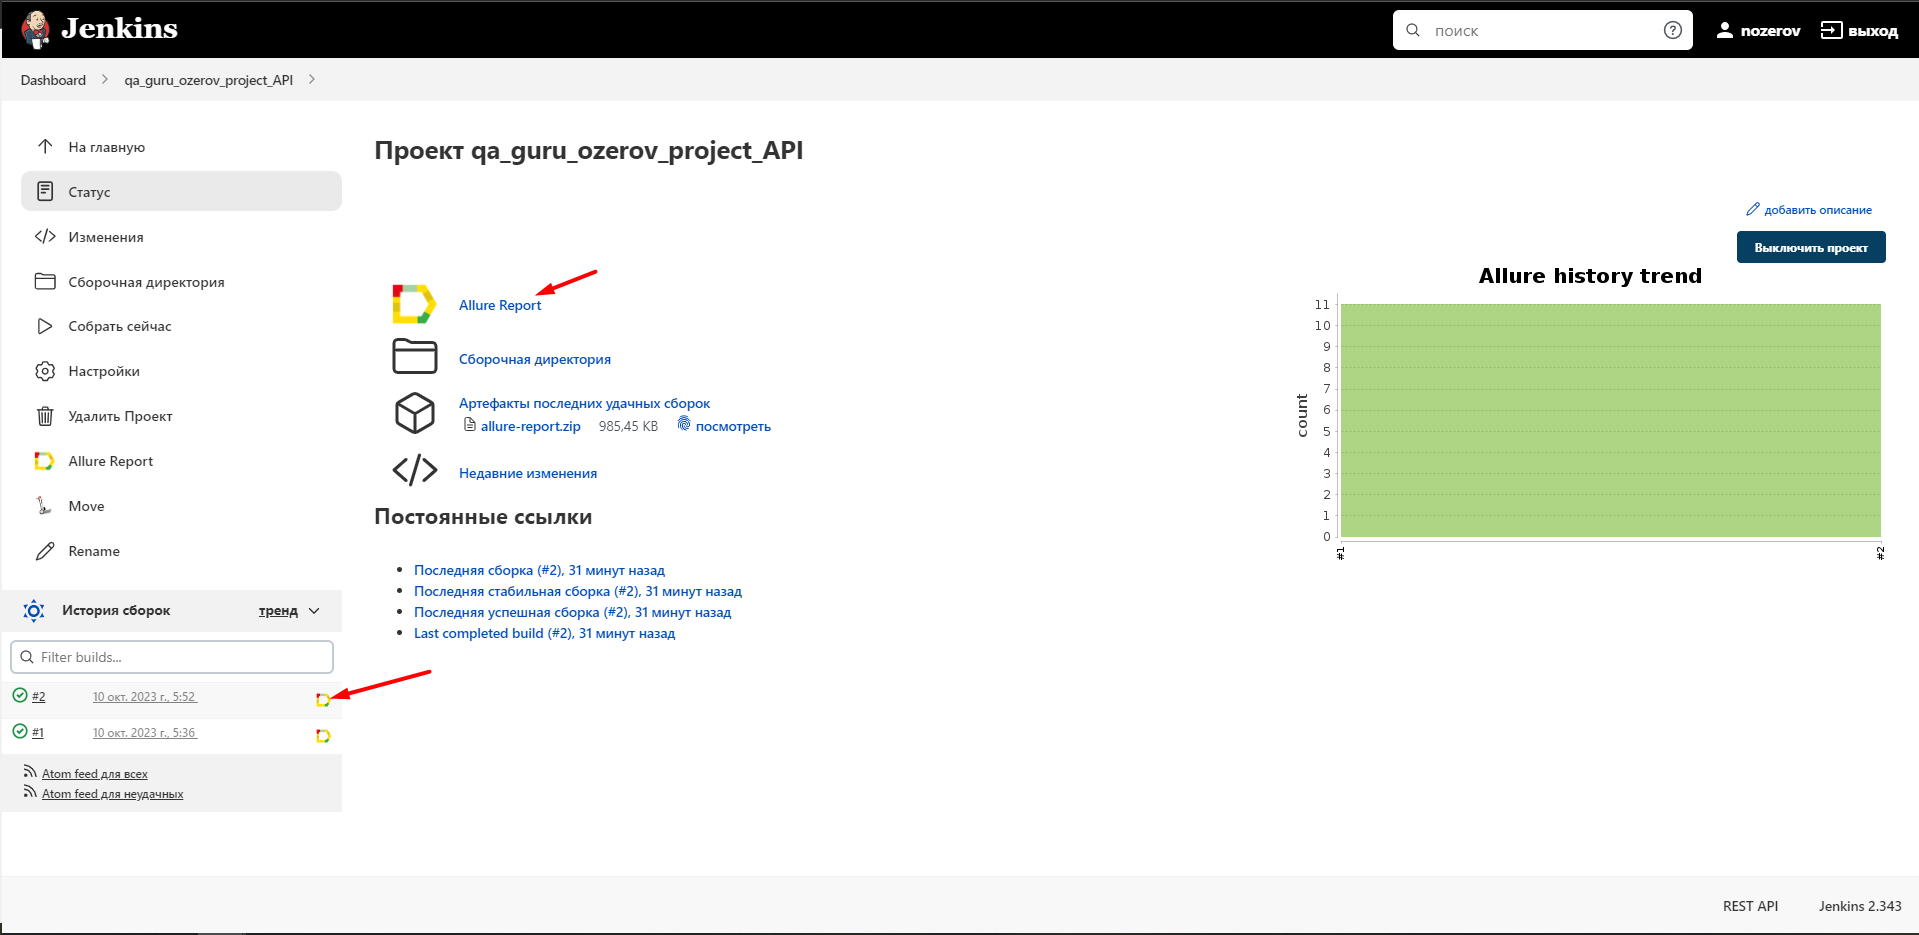 Jenkins
поиск
nozerov
выход
Dashboard
qa_guru_ozerov_project_API
На главную
Статус
Изменения
Сборочная директория
Собрать сейчас
Настройки
Удалить Проект
Allure Report
Move
Rename
История сборок
тренд
Filter builds...
#2 10 окт. 2023 г., 5:52
#1 10 окт. 2023 г., 5:36
Atom feed для всех
Atom feed для неудачных
Проект qa_guru_ozerov_project_API
добавить описание
Выключить проект
Allure Report
Сборочная директория
Артефакты последних удачных сборок
allure-report.zip 985,45 KB посмотреть
Недавние изменения
Постоянные ссылки
Последняя сборка (#2), 31 минут назад
Последняя стабильная сборка (#2), 31 минут назад
Последняя успешная сборка (#2), 31 минут назад
Last completed build (#2), 31 минут назад
Allure history trend
count
11
10
9
8
7
6
5
4
3
2
1
0
#1
#2
REST API
Jenkins 2.343